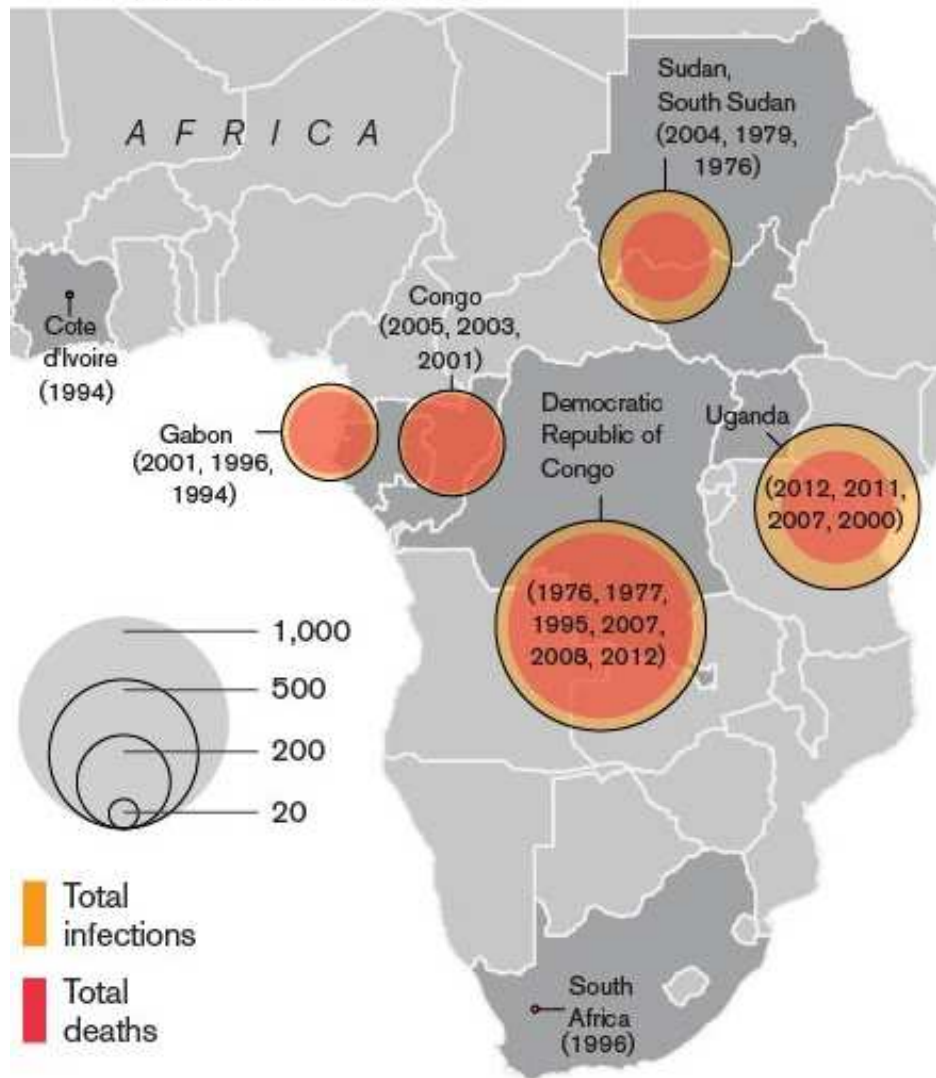 AFRICA
Sudan,
South Sudan
(2004, 1979,
1976)
Cote
d'Ivoire
(1994)
Congo
(2005, 2003,
2001)
Gabon
(2001, 1996,
1994)
Democratic
Republic of
Congo
(1976, 1977,
1995, 2007,
2008, 2012)
Uganda
(2012, 2011,
2007, 2000)
1,000
500
200
20
Total
infections
Total
deaths
South
Africa
(1996)